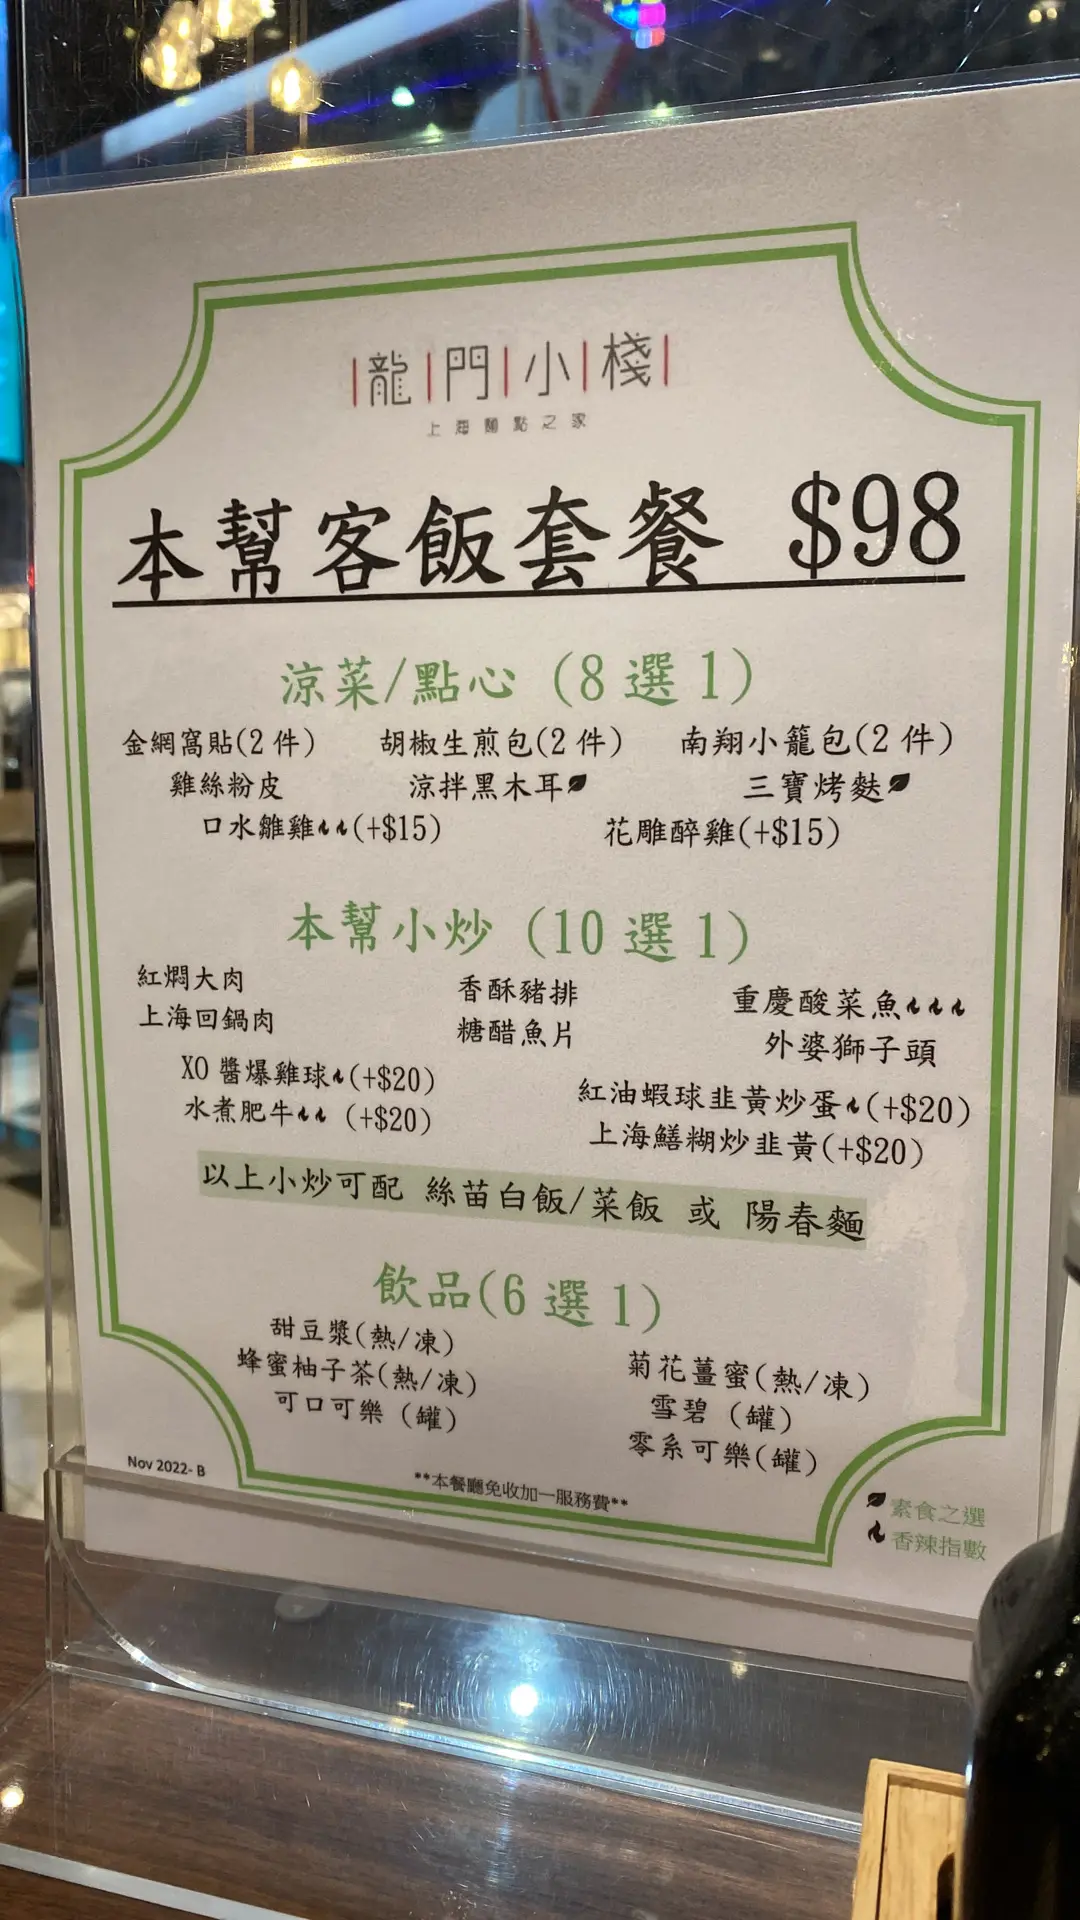 龍門小棧
上海麵點之家
本幫客飯套餐 $98
涼菜/點心 (8 選 1)
金網窩貼(2 件) 胡椒生煎包(2 件) 南翔小籠包(2 件)
雞絲粉皮 涼拌黑木耳 三寶烤麩
口水雛雞(+$15) 花雕醉雞(+$15)
本幫小炒 (10 選 1)
紅燜大肉 香酥豬排 重慶酸菜魚
上海回鍋肉 糖醋魚片 外婆獅子頭
XO 醬爆雞球(+$20) 紅油蝦球韭黃炒蛋(+$20)
水煮肥牛 (+$20) 上海鱔糊炒韭黃(+$20)
以上小炒可配 絲苗白飯/菜飯 或 陽春麵
飲品(6 選 1)
甜豆漿(熱/凍) 菊花薑蜜(熱/凍)
蜂蜜柚子茶(熱/凍) 雪碧 (罐)
可口可樂 (罐) 零系可樂(罐)
Nov 2022- B
**本餐廳免收加一服務費**
素食之選
香辣指數